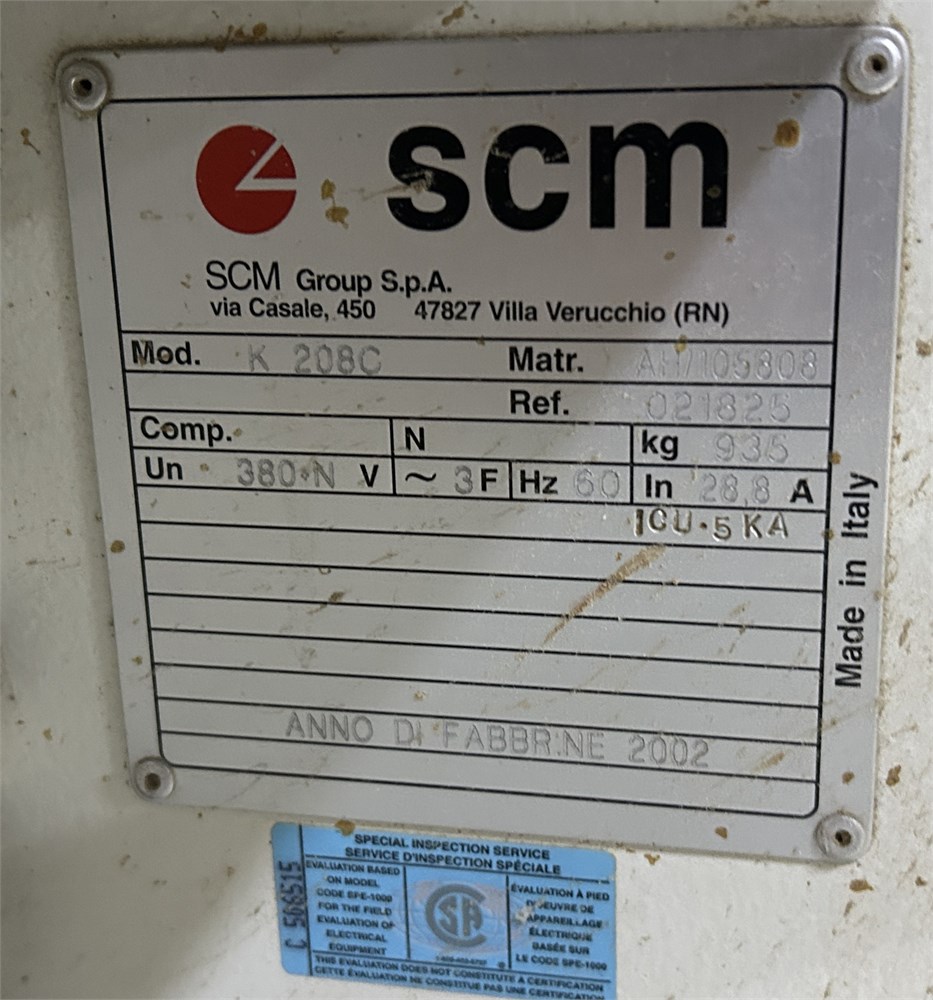 scm
SCM Group S.p.A.
via Casale, 450 47827 Villa Verucchio (RN)
Mod. K 208C Matr. AH/105808
Ref. 021825
Comp. N kg 935
Un 380+N V ~ 3 F Hz 60 In 28,8 A
ICU. 5 KA
ANNO DI FABBR.NE 2002
Made in Italy
SPECIAL INSPECTION SERVICE
SERVICE D'INSPECTION SPÉCIALE
C 566515
EVALUATION BASED
ON MODEL
CODE SPE-1000
FOR THE FIELD
EVALUATION OF
ELECTRICAL
EQUIPMENT
ÉVALUATION À PIED
D'OEUVRE DE
APPAREILLAGE
ÉLECTRIQUE
BASÉE SUR
LE CODE SPE-1000
THIS EVALUATION DOES NOT CONSTITUTE A CERTIFICATION
CETTE ÉVALUATION NE CONSTITUE PAS UNE CERTIFICATION